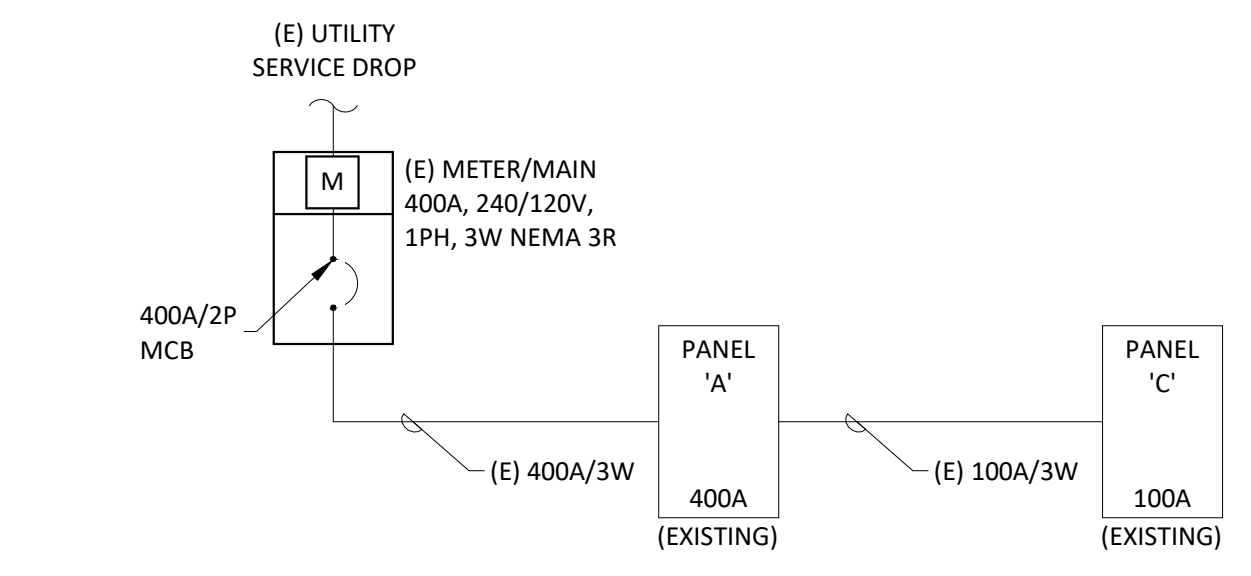 (E) UTILITY
SERVICE DROP
M
(E) METER/MAIN
400A, 240/120V,
1PH, 3W NEMA 3R
400A/2P
MCB
PANEL
'A'
400A
(EXISTING)
(E) 400A/3W
PANEL
'C'
100A
(EXISTING)
(E) 100A/3W